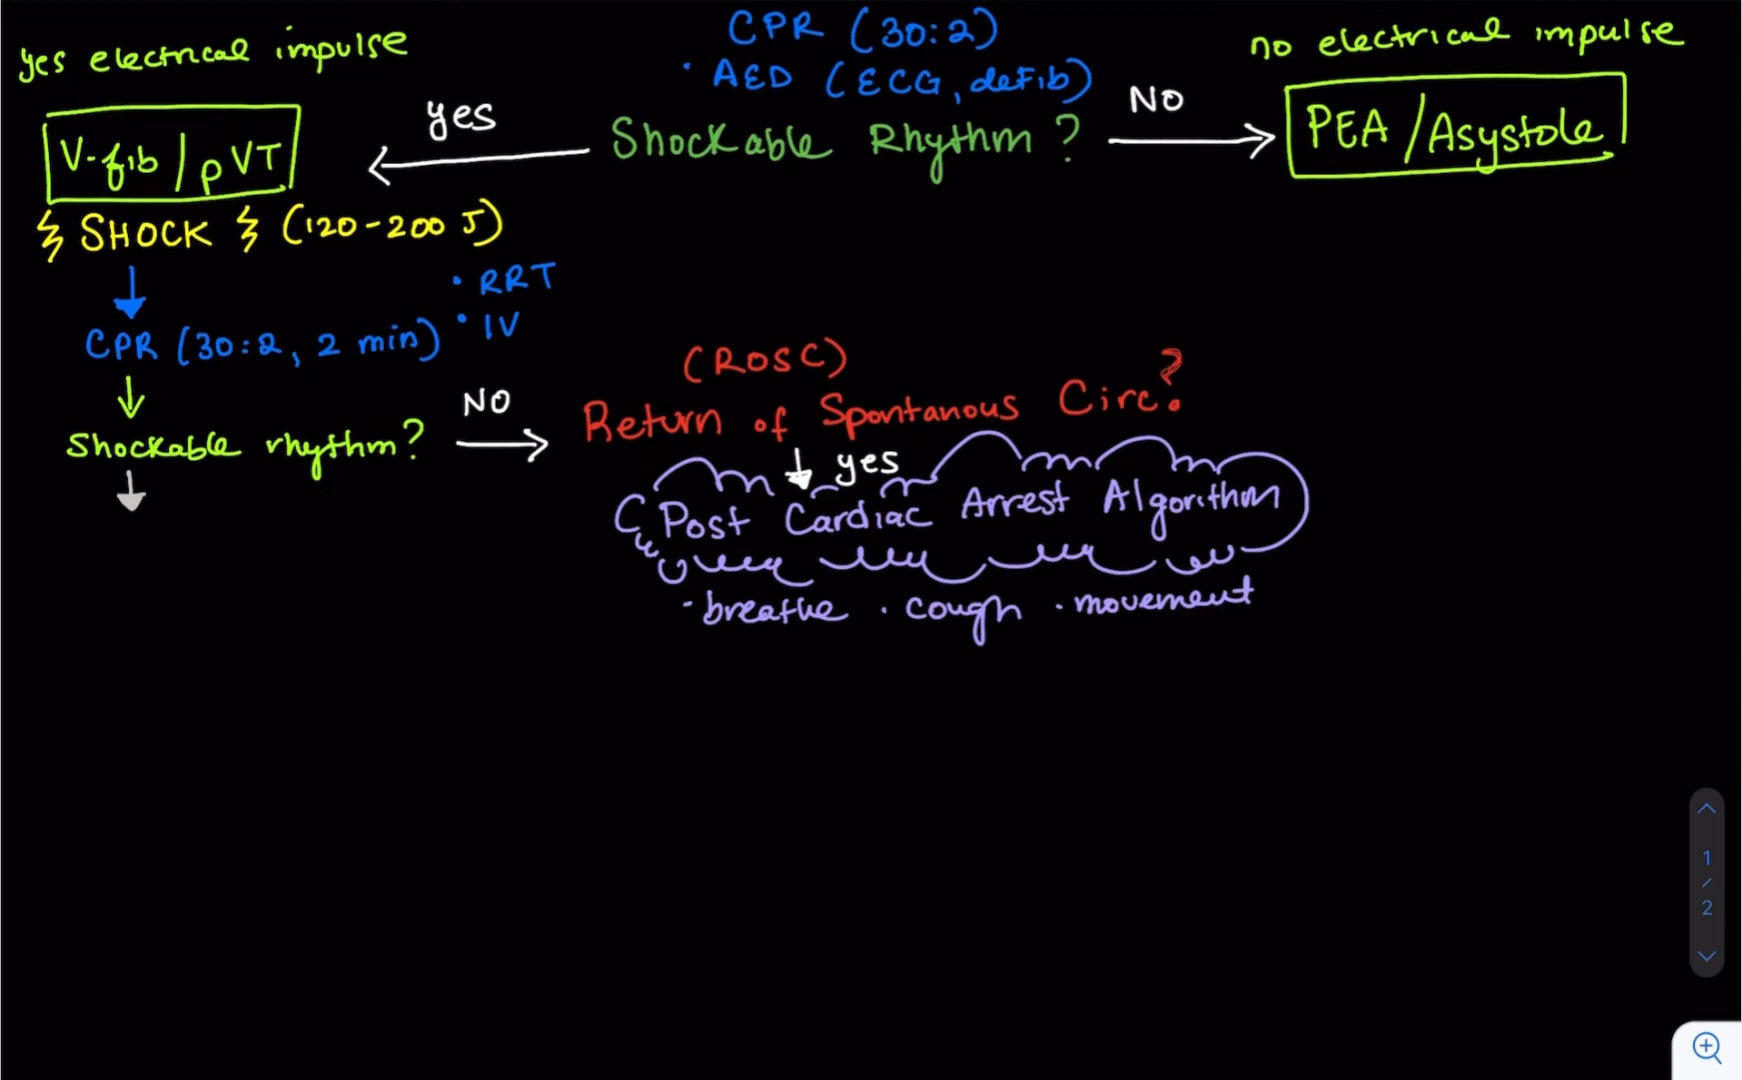 yes electrical impulse
CPR (30:2)
• AED (ECG, defib)
no electrical impulse
V-fib / pVT
yes
Shockable Rhythm?
NO
PEA / Asystole
SHOCK (120-200 J)
• RRT
• IV
CPR (30:2, 2 min)
Shockable rhythm?
NO
(ROSC)
Return of Spontanous Circ?
yes
Post Cardiac Arrest Algorithm
• breathe • cough • movement
1
/
2